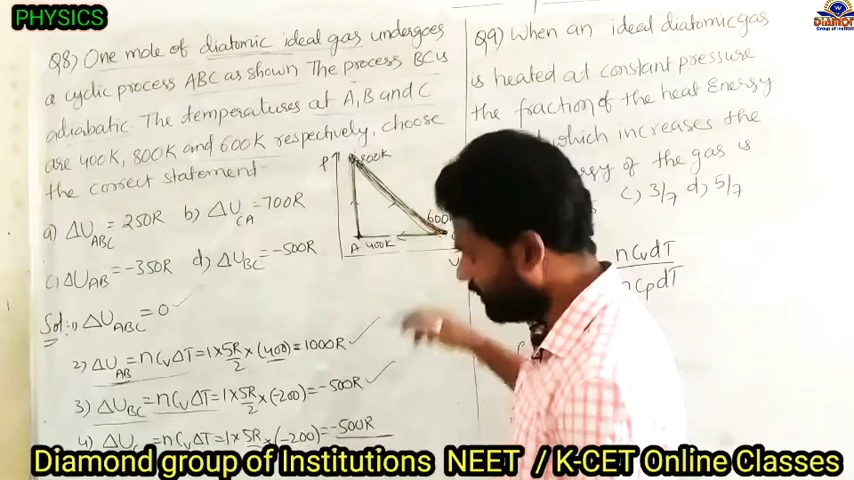 PHYSICS
DIAMOND
Group of Institutions
Q8) One mole of diatomic ideal gas undergoes
a cyclic process ABC as shown The process BC is
adiabatic. The temperatures at A, B and C
are 400K, 800K and 600K respectively, choose
the correct statement
a) ΔU_ABC = 250R b) ΔU_CA = 700R
c) ΔU_AB = -350R d) ΔU_BC = -500R
P↑ 800K
600
A 400K
V
Sol:- 1) ΔU_ABC = 0 ✓
2) ΔU_AB = nCvΔT = 1×5R/2 × (400) = 1000R ✓
3) ΔU_BC = nCvΔT = 1×5R/2 × (-200) = -500R ✓
4) ΔU = nCvΔT = 1×5R × (-200) = -500R
Q9) When an ideal diatomic gas
is heated at constant pressure
the fraction of the heat Energy
which increases the
of the gas is
c) 3/7 d) 5/7
nCvdT
nCpdT
Diamond group of Institutions NEET / K-CET Online Classes